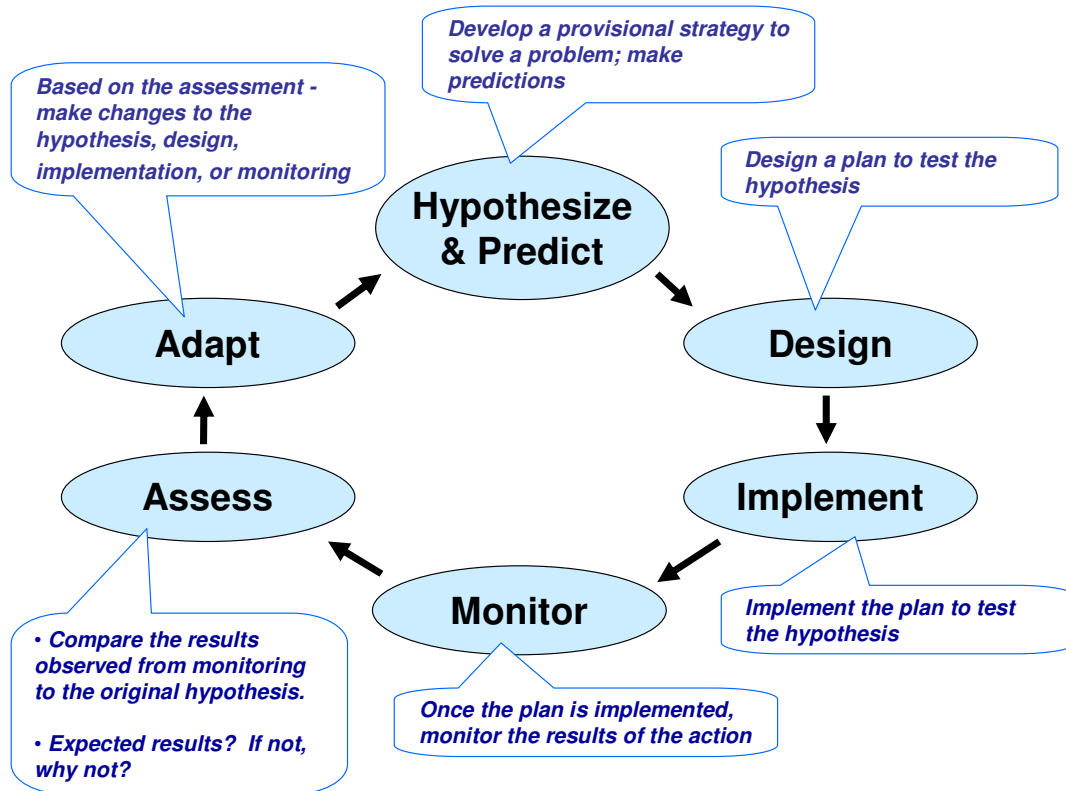 Develop a provisional strategy to
solve a problem; make
predictions
Based on the assessment -
make changes to the
hypothesis, design,
implementation, or monitoring
Design a plan to test the
hypothesis
Hypothesize
& Predict
Adapt
Design
Assess
Implement
Monitor
Implement the plan to test
the hypothesis
• Compare the results
observed from monitoring
to the original hypothesis.
• Expected results? If not,
why not?
Once the plan is implemented,
monitor the results of the action